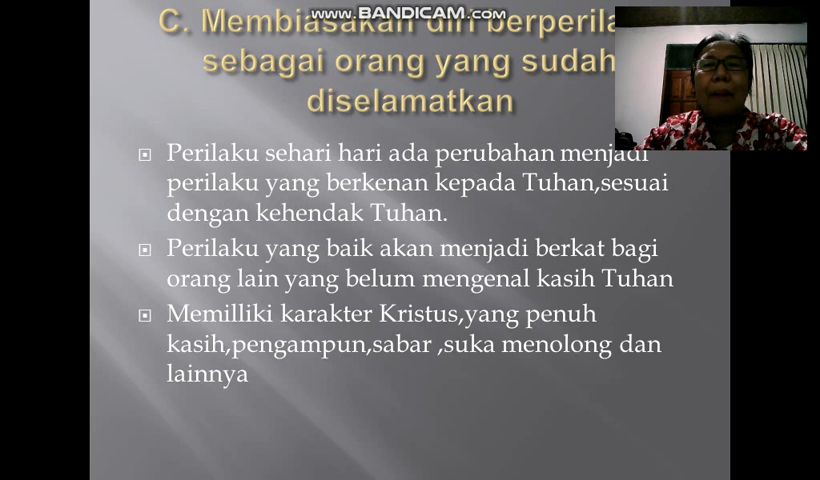 www.BANDICAM.com
C. Membiasakan diri berperila
sebagai orang yang sudah
diselamatkan
Perilaku sehari hari ada perubahan menjadi
perilaku yang berkenan kepada Tuhan,sesuai
dengan kehendak Tuhan.
Perilaku yang baik akan menjadi berkat bagi
orang lain yang belum mengenal kasih Tuhan
Memilliki karakter Kristus,yang penuh
kasih,pengampun,sabar ,suka menolong dan
lainnya